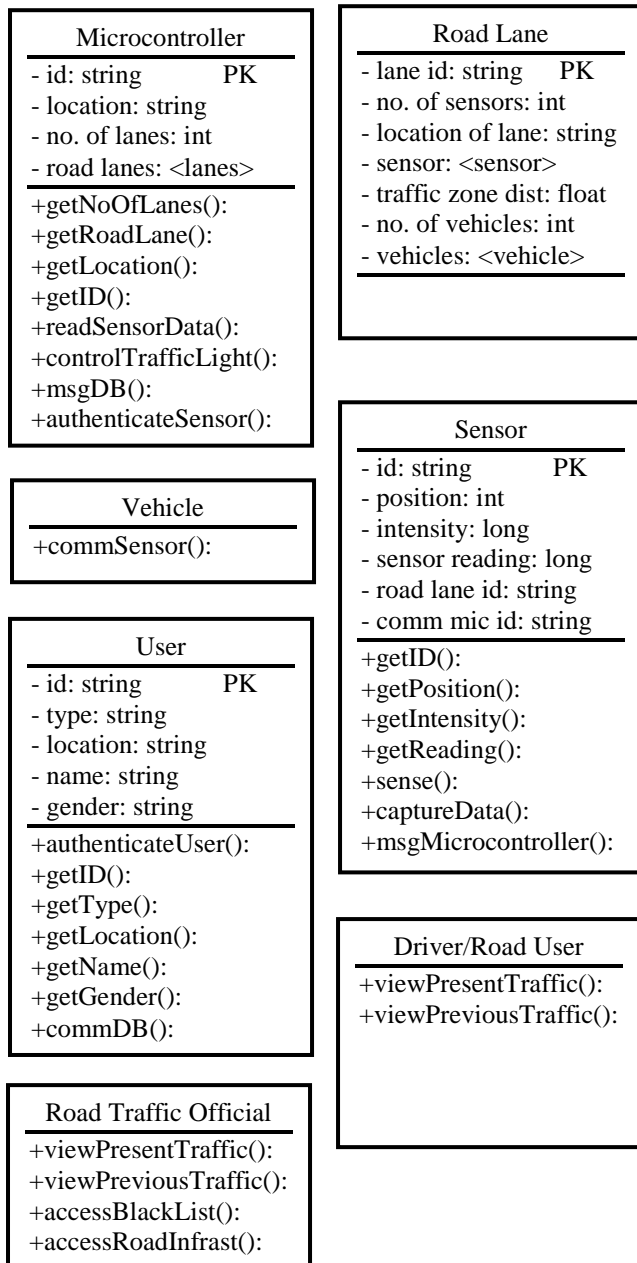 Microcontroller
- id: string PK
- location: string
- no. of lanes: int
- road lanes: <lanes>
+getNoOfLanes():
+getRoadLane():
+getLocation():
+getID():
+readSensorData():
+controlTrafficLight():
+msgDB():
+authenticateSensor():
Vehicle
+commSensor():
User
- id: string PK
- type: string
- location: string
- name: string
- gender: string
+authenticateUser():
+getID():
+getType():
+getLocation():
+getName():
+getGender():
+commDB():
Road Traffic Official
+viewPresentTraffic():
+viewPreviousTraffic():
+accessBlackList():
+accessRoadInfrast():
Road Lane
- lane id: string PK
- no. of sensors: int
- location of lane: string
- sensor: <sensor>
- traffic zone dist: float
- no. of vehicles: int
- vehicles: <vehicle>
Sensor
- id: string PK
- position: int
- intensity: long
- sensor reading: long
- road lane id: string
- comm mic id: string
+getID():
+getPosition():
+getIntensity():
+getReading():
+sense():
+captureData():
+msgMicrocontroller():
Driver/Road User
+viewPresentTraffic():
+viewPreviousTraffic():